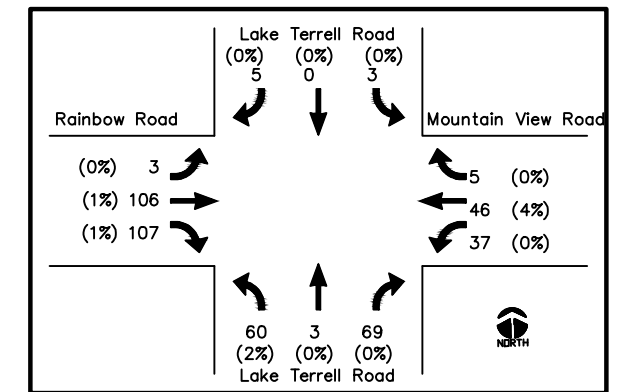 Lake Terrell Road
(0%) (0%) (0%)
5 0 3
Rainbow Road
Mountain View Road
(0%) 3
(1%) 106
(1%) 107
5 (0%)
46 (4%)
37 (0%)
60 3 69
(2%) (0%) (0%)
Lake Terrell Road
NORTH